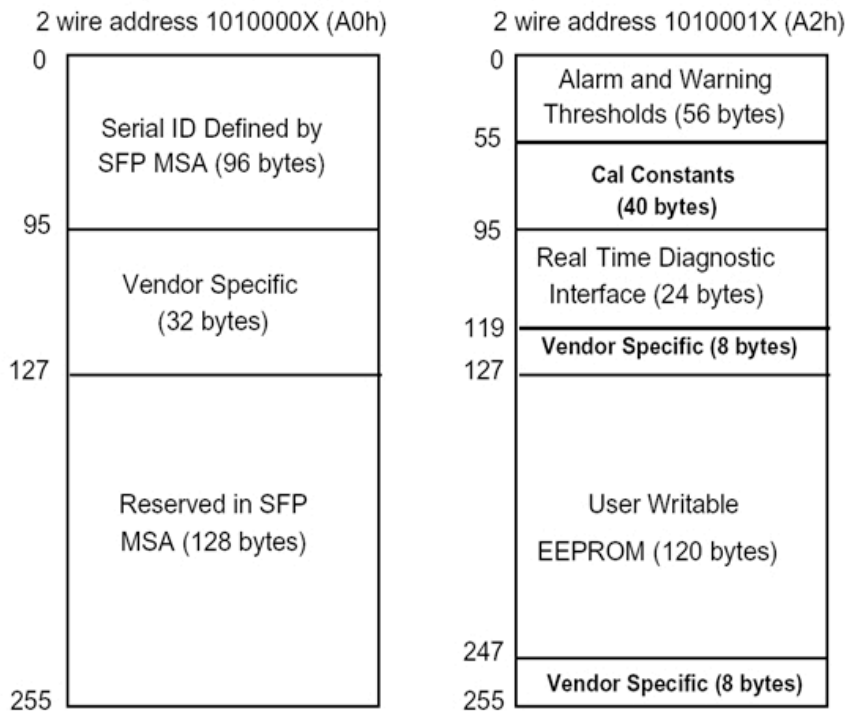 2 wire address 1010000X (A0h)
0
Serial ID Defined by
SFP MSA (96 bytes)
95
Vendor Specific
(32 bytes)
127
Reserved in SFP
MSA (128 bytes)
255
2 wire address 1010001X (A2h)
0
Alarm and Warning
Thresholds (56 bytes)
55
Cal Constants
(40 bytes)
95
Real Time Diagnostic
Interface (24 bytes)
119
Vendor Specific (8 bytes)
127
User Writable
EEPROM (120 bytes)
247
Vendor Specific (8 bytes)
255